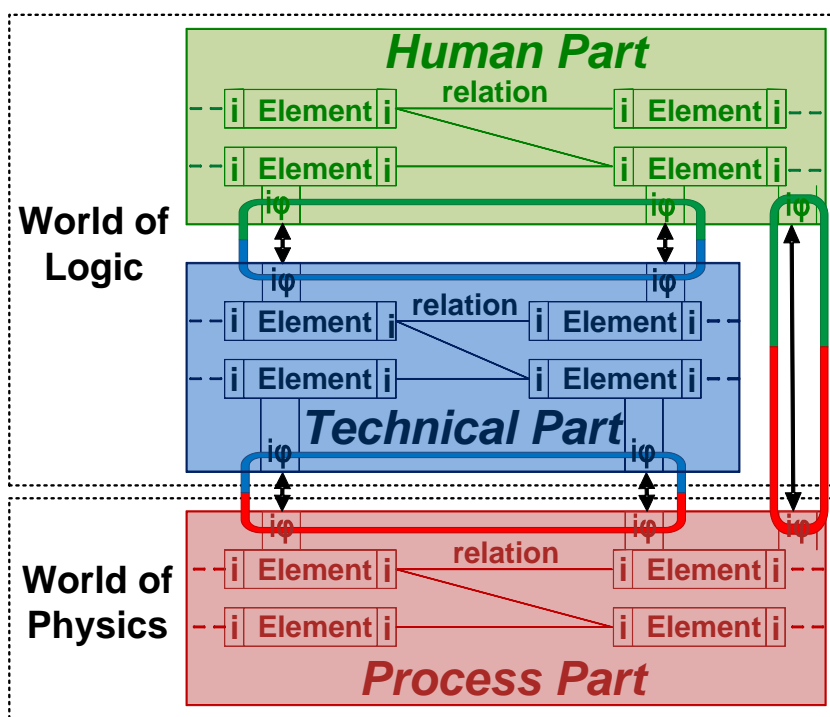 Human Part
relation
i Element i i Element i
i Element i i Element i
iφ iφ iφ
World of
Logic
iφ iφ
relation
i Element i i Element i
i Element i i Element i
Technical Part
iφ iφ
World of
Physics
iφ iφ iφ
relation
i Element i i Element i
i Element i i Element i
Process Part